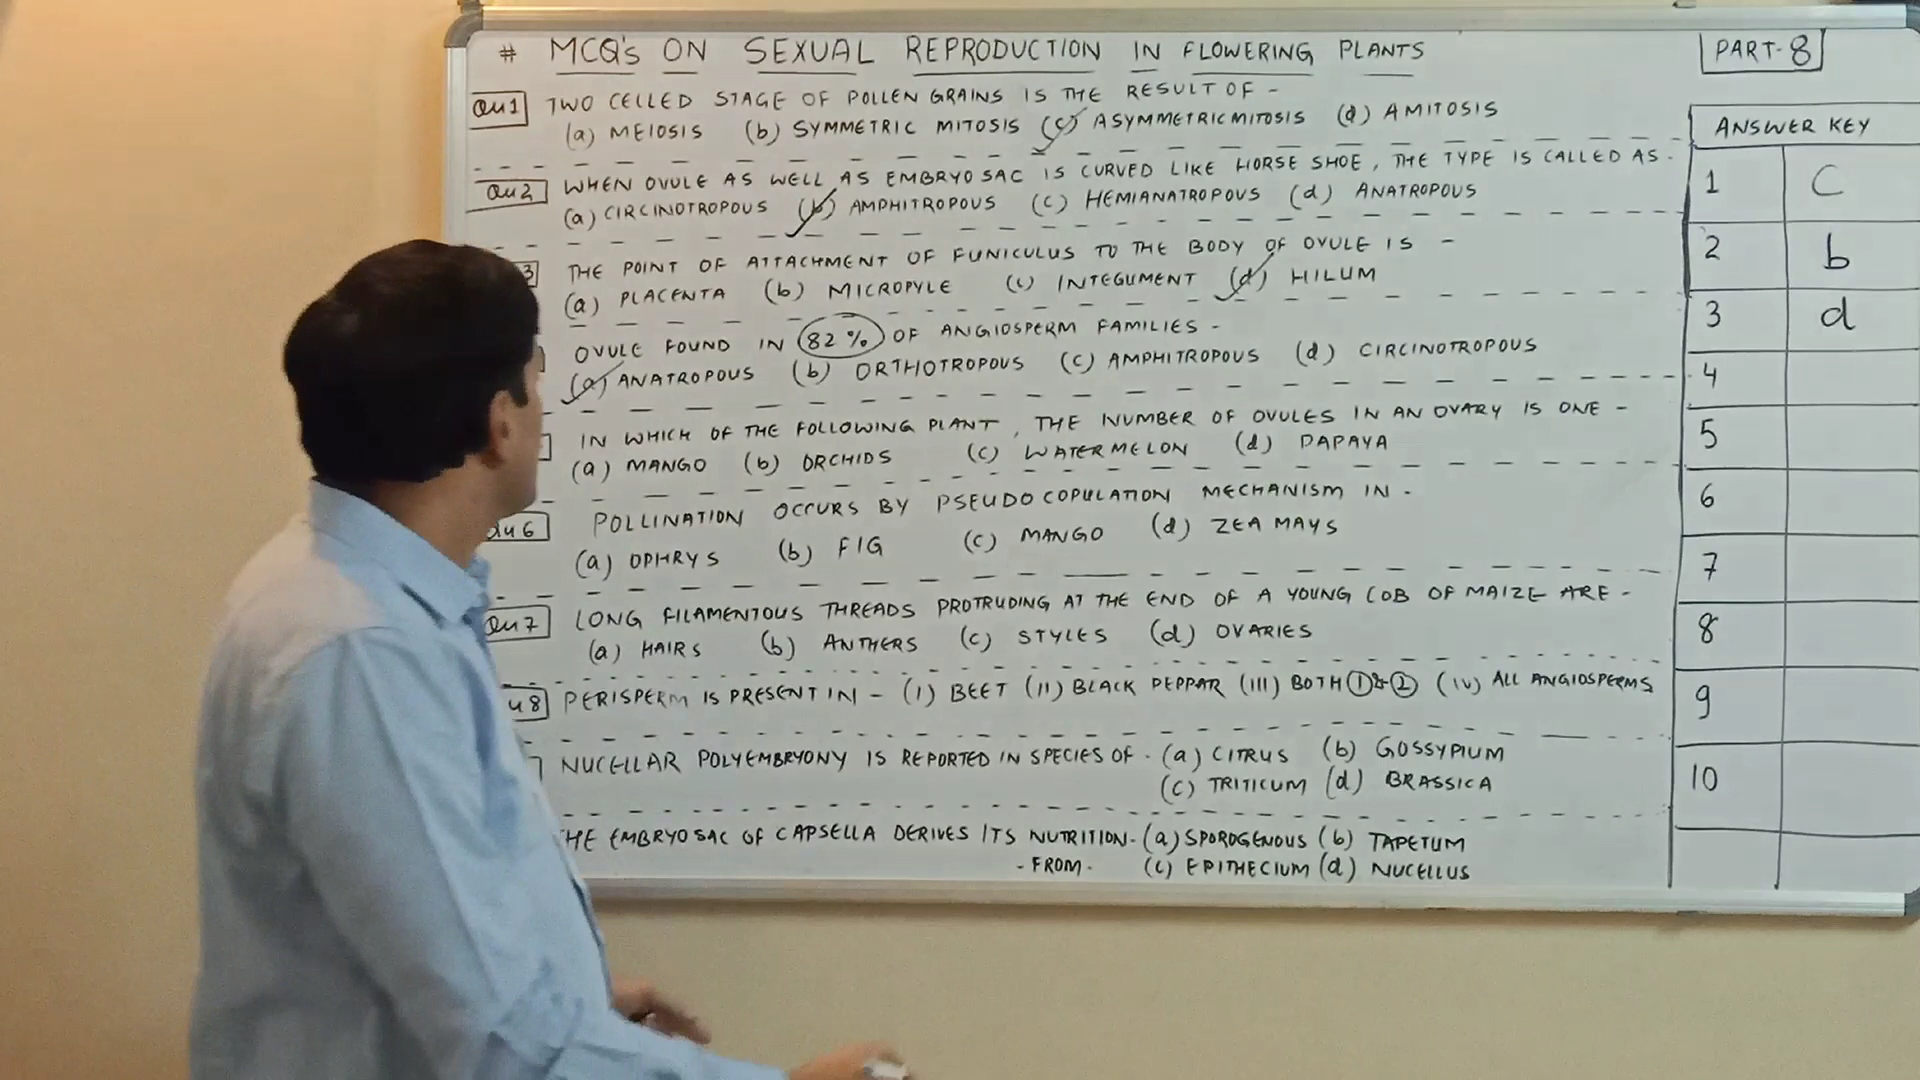 # MCQ's ON SEXUAL REPRODUCTION IN FLOWERING PLANTS
PART-8
Qu1 TWO CELLED STAGE OF POLLEN GRAINS IS THE RESULT OF -
(a) MEIOSIS (b) SYMMETRIC MITOSIS (c) ASYMMETRIC MITOSIS (d) AMITOSIS
Qu2 WHEN OVULE AS WELL AS EMBRYO SAC IS CURVED LIKE HORSE SHOE, THE TYPE IS CALLED AS -
(a) CIRCINOTROPOUS (b) AMPHITROPOUS (c) HEMIANATROPOUS (d) ANATROPOUS
3 THE POINT OF ATTACHMENT OF FUNICULUS TO THE BODY OF OVULE IS -
(a) PLACENTA (b) MICROPYLE (c) INTEGUMENT (d) HILUM
OVULE FOUND IN 82% OF ANGIOSPERM FAMILIES -
(a) ANATROPOUS (b) ORTHOTROPOUS (c) AMPHITROPOUS (d) CIRCINOTROPOUS
IN WHICH OF THE FOLLOWING PLANT, THE NUMBER OF OVULES IN AN OVARY IS ONE -
(a) MANGO (b) ORCHIDS (c) WATERMELON (d) PAPAYA
Qu6 POLLINATION OCCURS BY PSEUDOCOPULATION MECHANISM IN -
(a) OPHRYS (b) FIG (c) MANGO (d) ZEA MAYS
Qu7 LONG FILAMENTOUS THREADS PROTRUDING AT THE END OF A YOUNG COB OF MAIZE ARE -
(a) HAIRS (b) ANTHERS (c) STYLES (d) OVARIES
u8 PERISPERM IS PRESENT IN - (I) BEET (II) BLACK PEPPAR (III) BOTH ① & ② (IV) ALL ANGIOSPERMS
NUCELLAR POLYEMBRYONY IS REPORTED IN SPECIES OF - (a) CITRUS (b) GOSSYPIUM
(c) TRITICUM (d) BRASSICA
THE EMBRYO SAC OF CAPSELLA DERIVES ITS NUTRITION - (a) SPOROGENOUS (b) TAPETUM
- FROM - (c) EPITHECIUM (d) NUCELLUS
ANSWER KEY
1 C
2 b
3 d
4
5
6
7
8
9
10